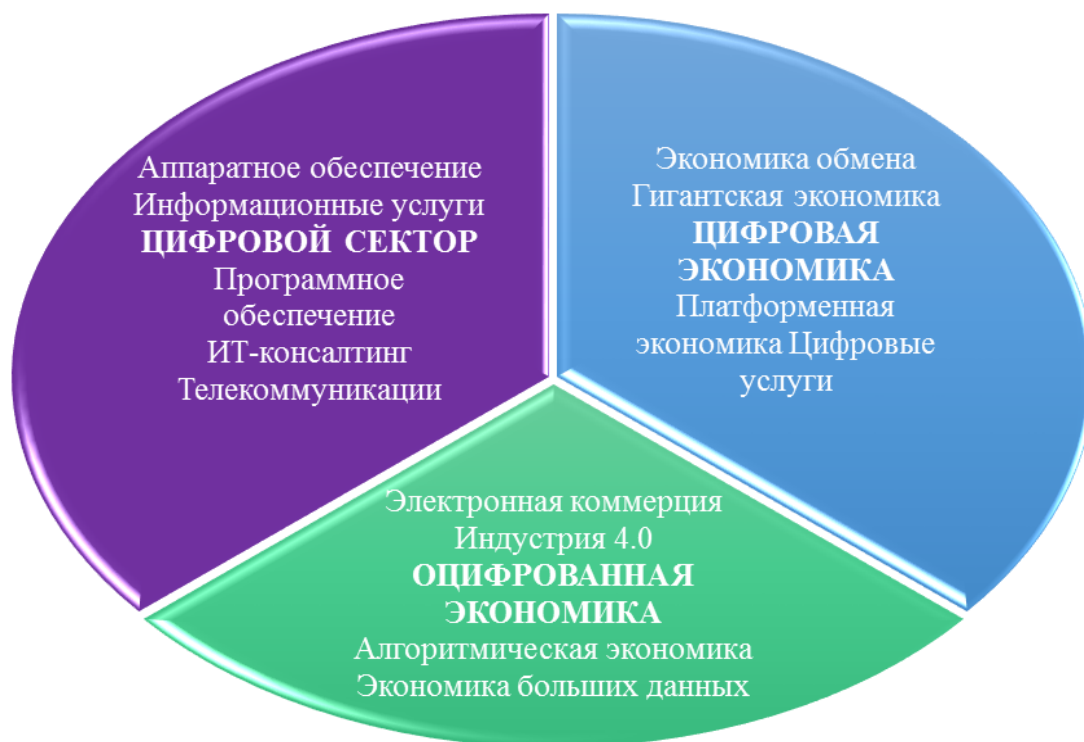 Аппаратное обеспечение
Информационные услуги
ЦИФРОВОЙ СЕКТОР
Программное
обеспечение
ИТ-консалтинг
Телекоммуникации
Экономика обмена
Гигантская экономика
ЦИФРОВАЯ
ЭКОНОМИКА
Платформенная
экономика Цифровые
услуги
Электронная коммерция
Индустрия 4.0
ОЦИФРОВАННАЯ
ЭКОНОМИКА
Алгоритмическая экономика
Экономика больших данных